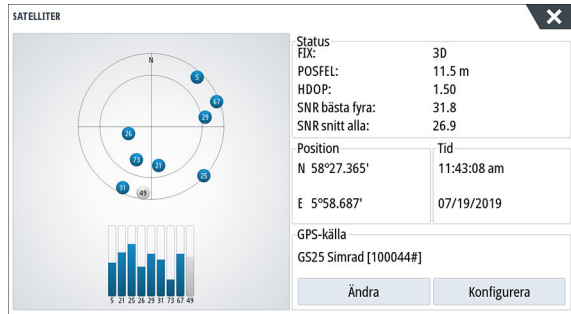 SATELLITER
N
5
67
29
26
73
21
25
31
49
5 21 25 26 29 31 73 67 49
Status
FIX: 3D
POSFEL: 11.5 m
HDOP: 1.50
SNR bästa fyra: 31.8
SNR snitt alla: 26.9
Position
N 58°27.365'
E 5°58.687'
Tid
11:43:08 am
07/19/2019
GPS-källa
GS25 Simrad [100044#]
Ändra
Konfigurera